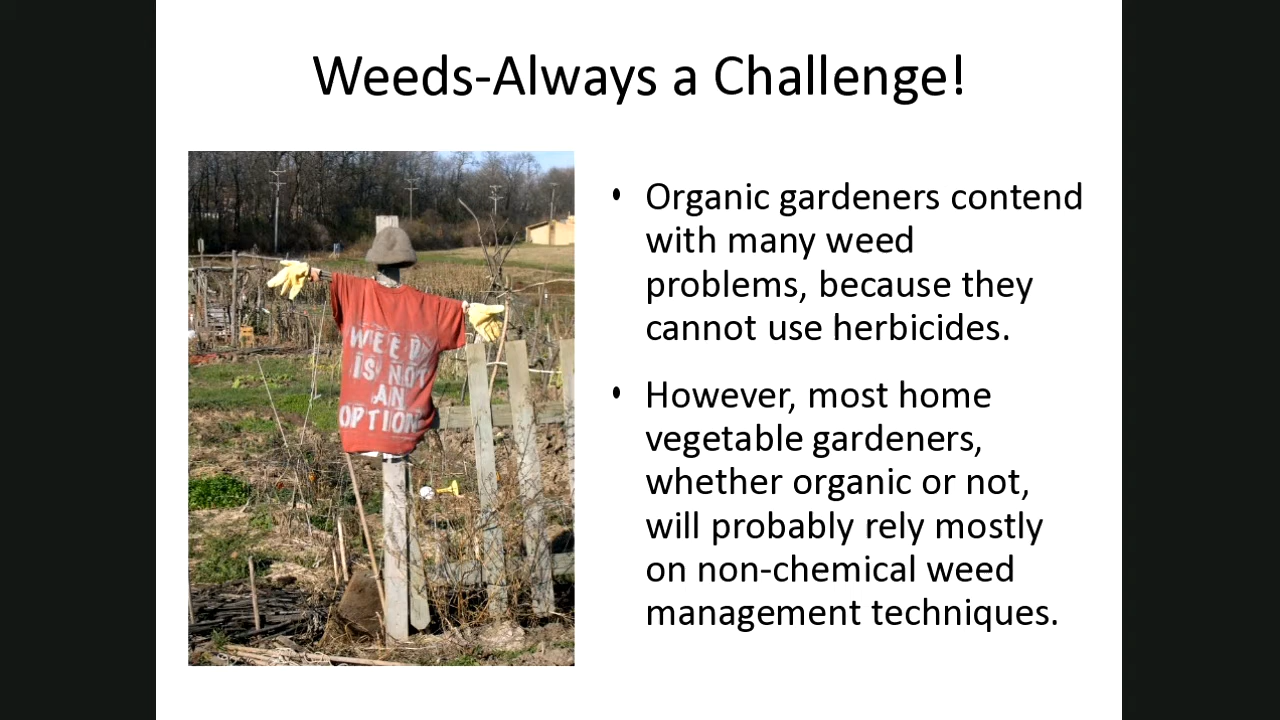 Weeds-Always a Challenge!
WEEDY
IS NOT
AN
OPTION
• Organic gardeners contend
with many weed
problems, because they
cannot use herbicides.
• However, most home
vegetable gardeners,
whether organic or not,
will probably rely mostly
on non-chemical weed
management techniques.